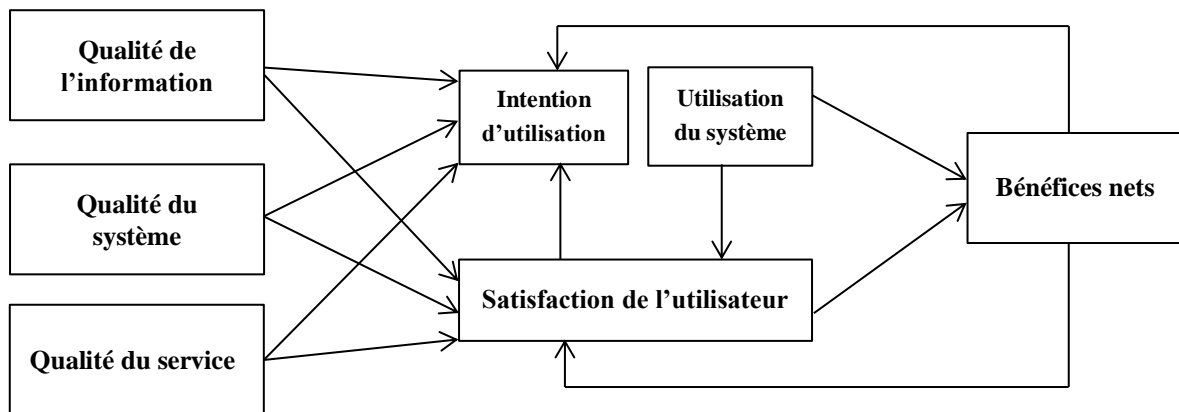 Qualité de
l’information
Intention
d’utilisation
Utilisation
du système
Bénéfices nets
Qualité du
système
Satisfaction de l’utilisateur
Qualité du service